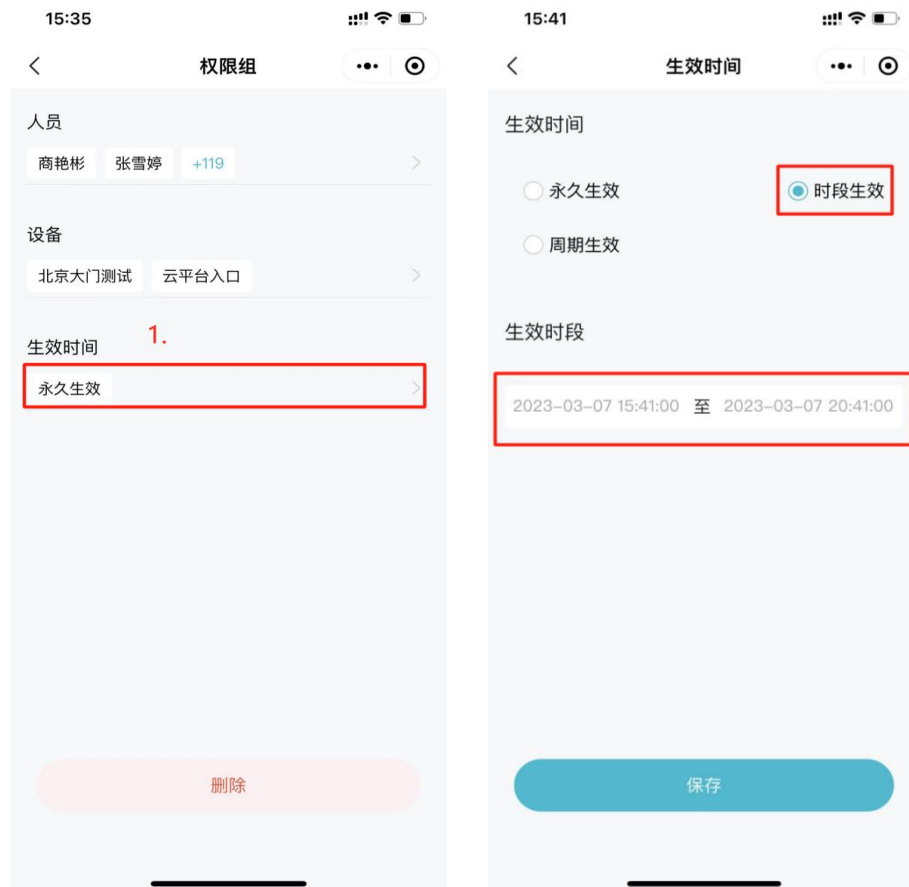 15:35
权限组
人员
商艳彬 张雪婷 +119
设备
北京大门测试 云平台入口
生效时间 1.
永久生效
删除
15:41
生效时间
生效时间
永久生效 时段生效
周期生效
生效时段
2023-03-07 15:41:00 至 2023-03-07 20:41:00
保存